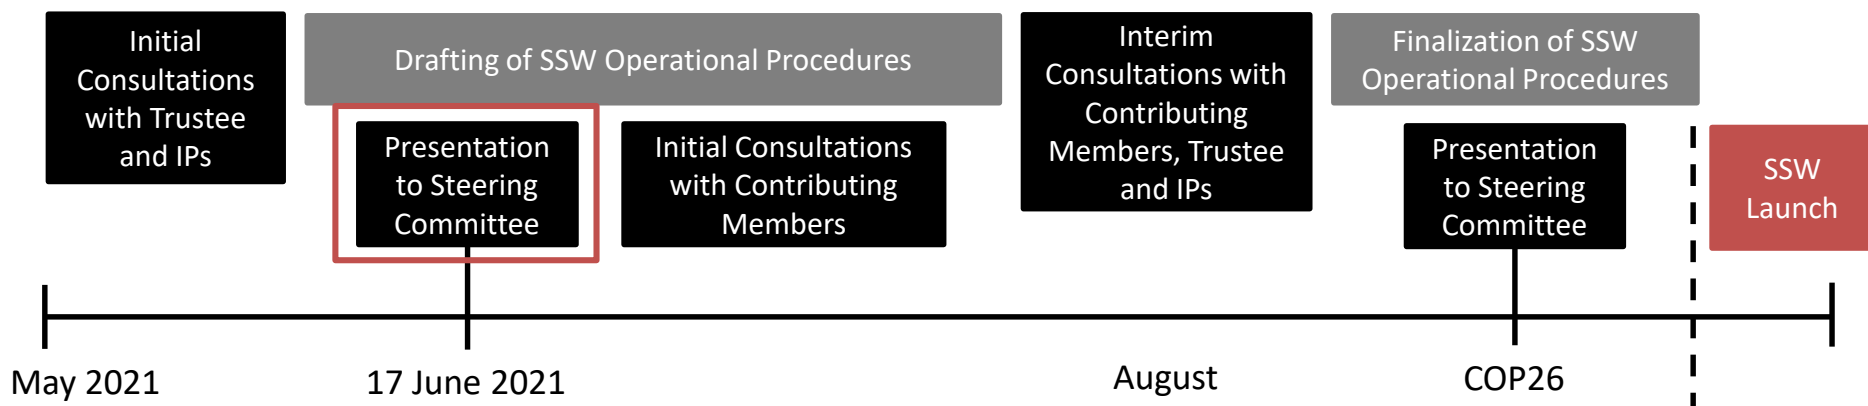 Initial
Consultations
with Trustee
and IPs
Drafting of SSW Operational Procedures
Presentation
to Steering
Committee
Initial Consultations
with Contributing
Members
Interim
Consultations with
Contributing
Members, Trustee
and IPs
Finalization of SSW
Operational Procedures
Presentation
to Steering
Committee
SSW
Launch
May 2021
17 June 2021
August
COP26